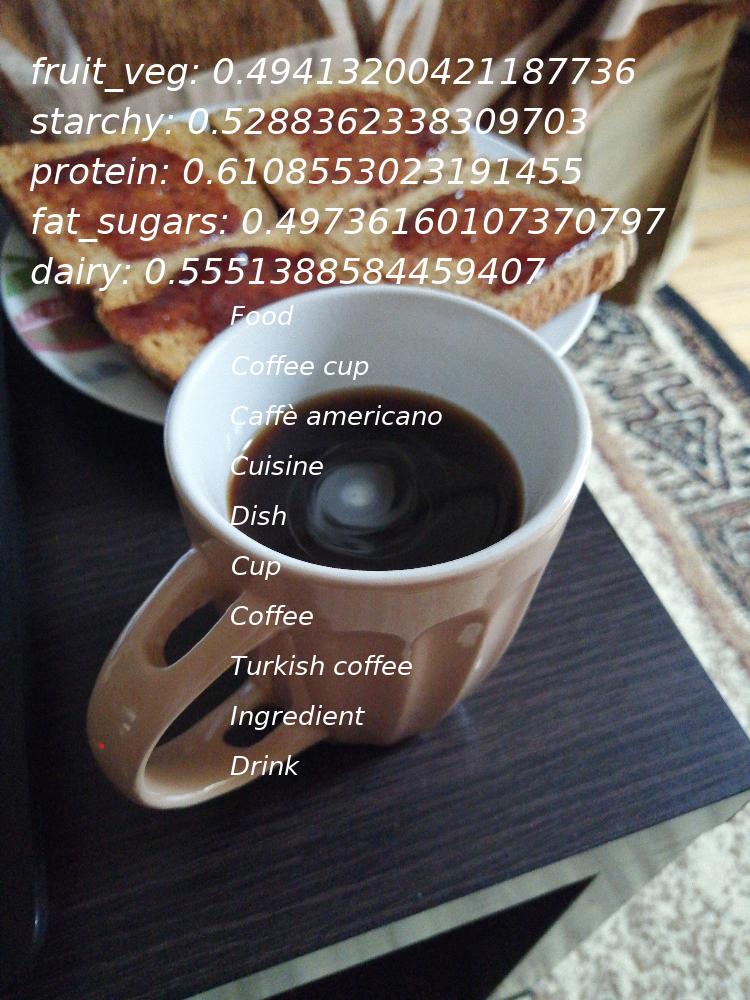 fruit_veg: 0.49413200421187736
starchy: 0.5288362338309703
protein: 0.6108553023191455
fat_sugars: 0.49736160107370797
dairy: 0.5551388584459407
Food
Coffee cup
Caffè americano
Cuisine
Dish
Cup
Coffee
Turkish coffee
Ingredient
Drink